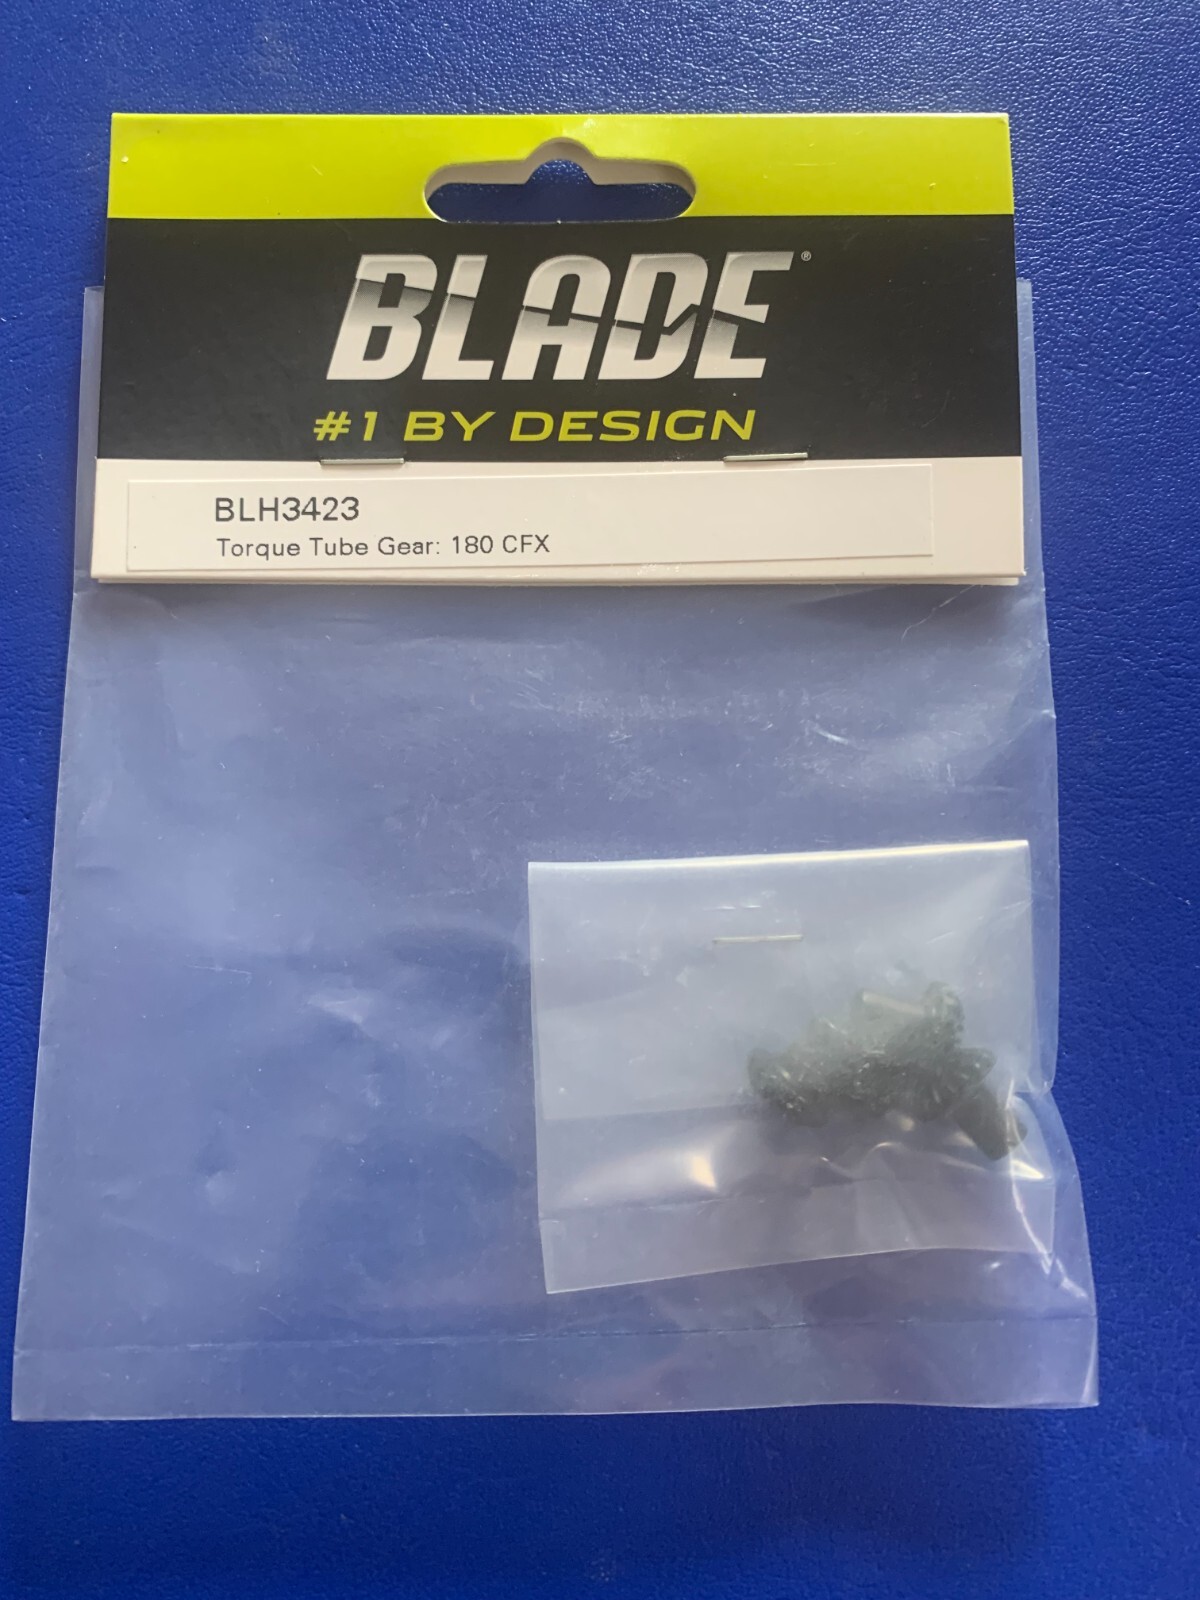 BLADE®
#1 BY DESIGN
BLH3423
Torque Tube Gear: 180 CFX